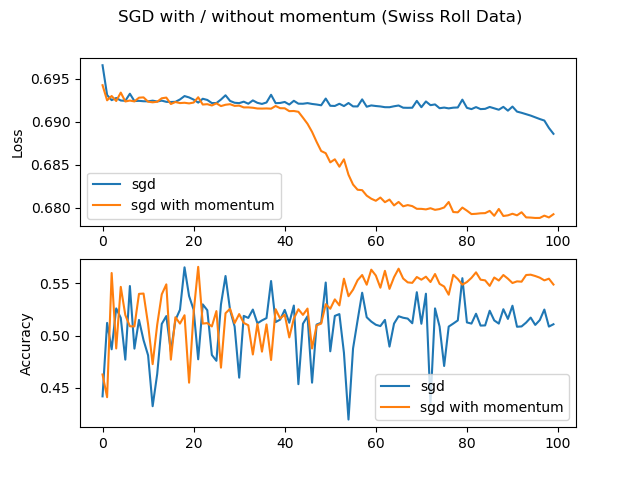 SGD with / without momentum (Swiss Roll Data)
0.695
0.690
0.685
0.680
Loss
sgd
sgd with momentum
0 20 40 60 80 100
0.55
0.50
0.45
Accuracy
sgd
sgd with momentum
0 20 40 60 80 100